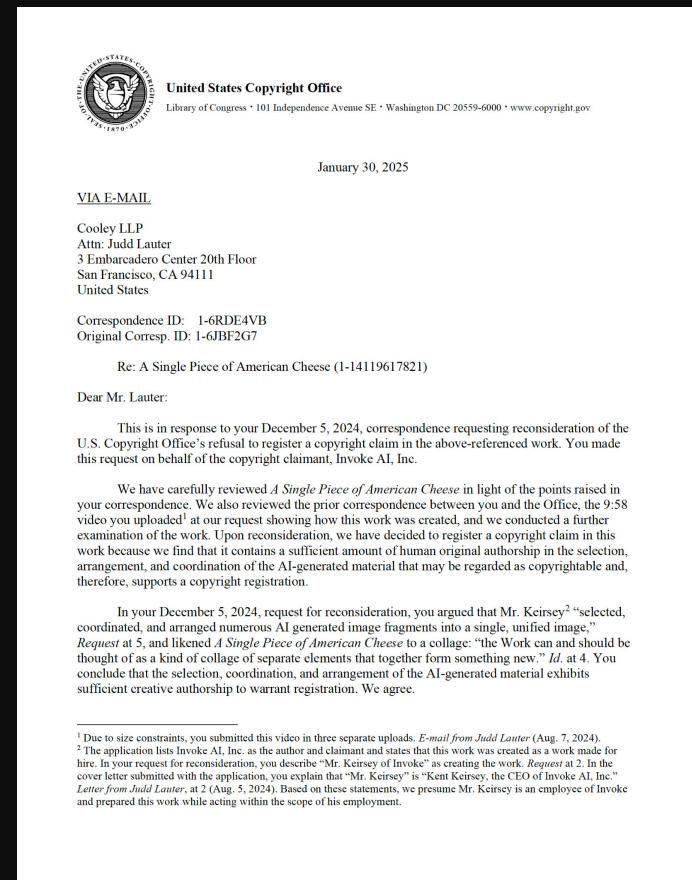 SEAL·OF·THE·UNITED·STATES·COPYRIGHT·OFFICE
·1870·
United States Copyright Office
Library of Congress · 101 Independence Avenue SE · Washington DC 20559-6000 · www.copyright.gov
January 30, 2025
VIA E-MAIL
Cooley LLP
Attn: Judd Lauter
3 Embarcadero Center 20th Floor
San Francisco, CA 94111
United States
Correspondence ID: 1-6RDE4VB
Original Corresp. ID: 1-6JBF2G7
Re: A Single Piece of American Cheese (1-14119617821)
Dear Mr. Lauter:
This is in response to your December 5, 2024, correspondence requesting reconsideration of the
U.S. Copyright Office’s refusal to register a copyright claim in the above-referenced work. You made
this request on behalf of the copyright claimant, Invoke AI, Inc.
We have carefully reviewed A Single Piece of American Cheese in light of the points raised in
your correspondence. We also reviewed the prior correspondence between you and the Office, the 9:58
video you uploaded¹ at our request showing how this work was created, and we conducted a further
examination of the work. Upon reconsideration, we have decided to register a copyright claim in this
work because we find that it contains a sufficient amount of human original authorship in the selection,
arrangement, and coordination of the AI-generated material that may be regarded as copyrightable and,
therefore, supports a copyright registration.
In your December 5, 2024, request for reconsideration, you argued that Mr. Keirsey² “selected,
coordinated, and arranged numerous AI generated image fragments into a single, unified image,”
Request at 5, and likened A Single Piece of American Cheese to a collage: “the Work can and should be
thought of as a kind of collage of separate elements that together form something new.” Id. at 4. You
conclude that the selection, coordination, and arrangement of the AI-generated material exhibits
sufficient creative authorship to warrant registration. We agree.
¹ Due to size constraints, you submitted this video in three separate uploads. E-mail from Judd Lauter (Aug. 7, 2024).
² The application lists Invoke AI, Inc. as the author and claimant and states that this work was created as a work made for
hire. In your request for reconsideration, you describe “Mr. Keirsey of Invoke” as creating the work. Request at 2. In the
cover letter submitted with the application, you explain that “Mr. Keirsey” is “Kent Keirsey, the CEO of Invoke AI, Inc.”
Letter from Judd Lauter, at 2 (Aug. 5, 2024). Based on these statements, we presume Mr. Keirsey is an employee of Invoke
and prepared this work while acting within the scope of his employment.